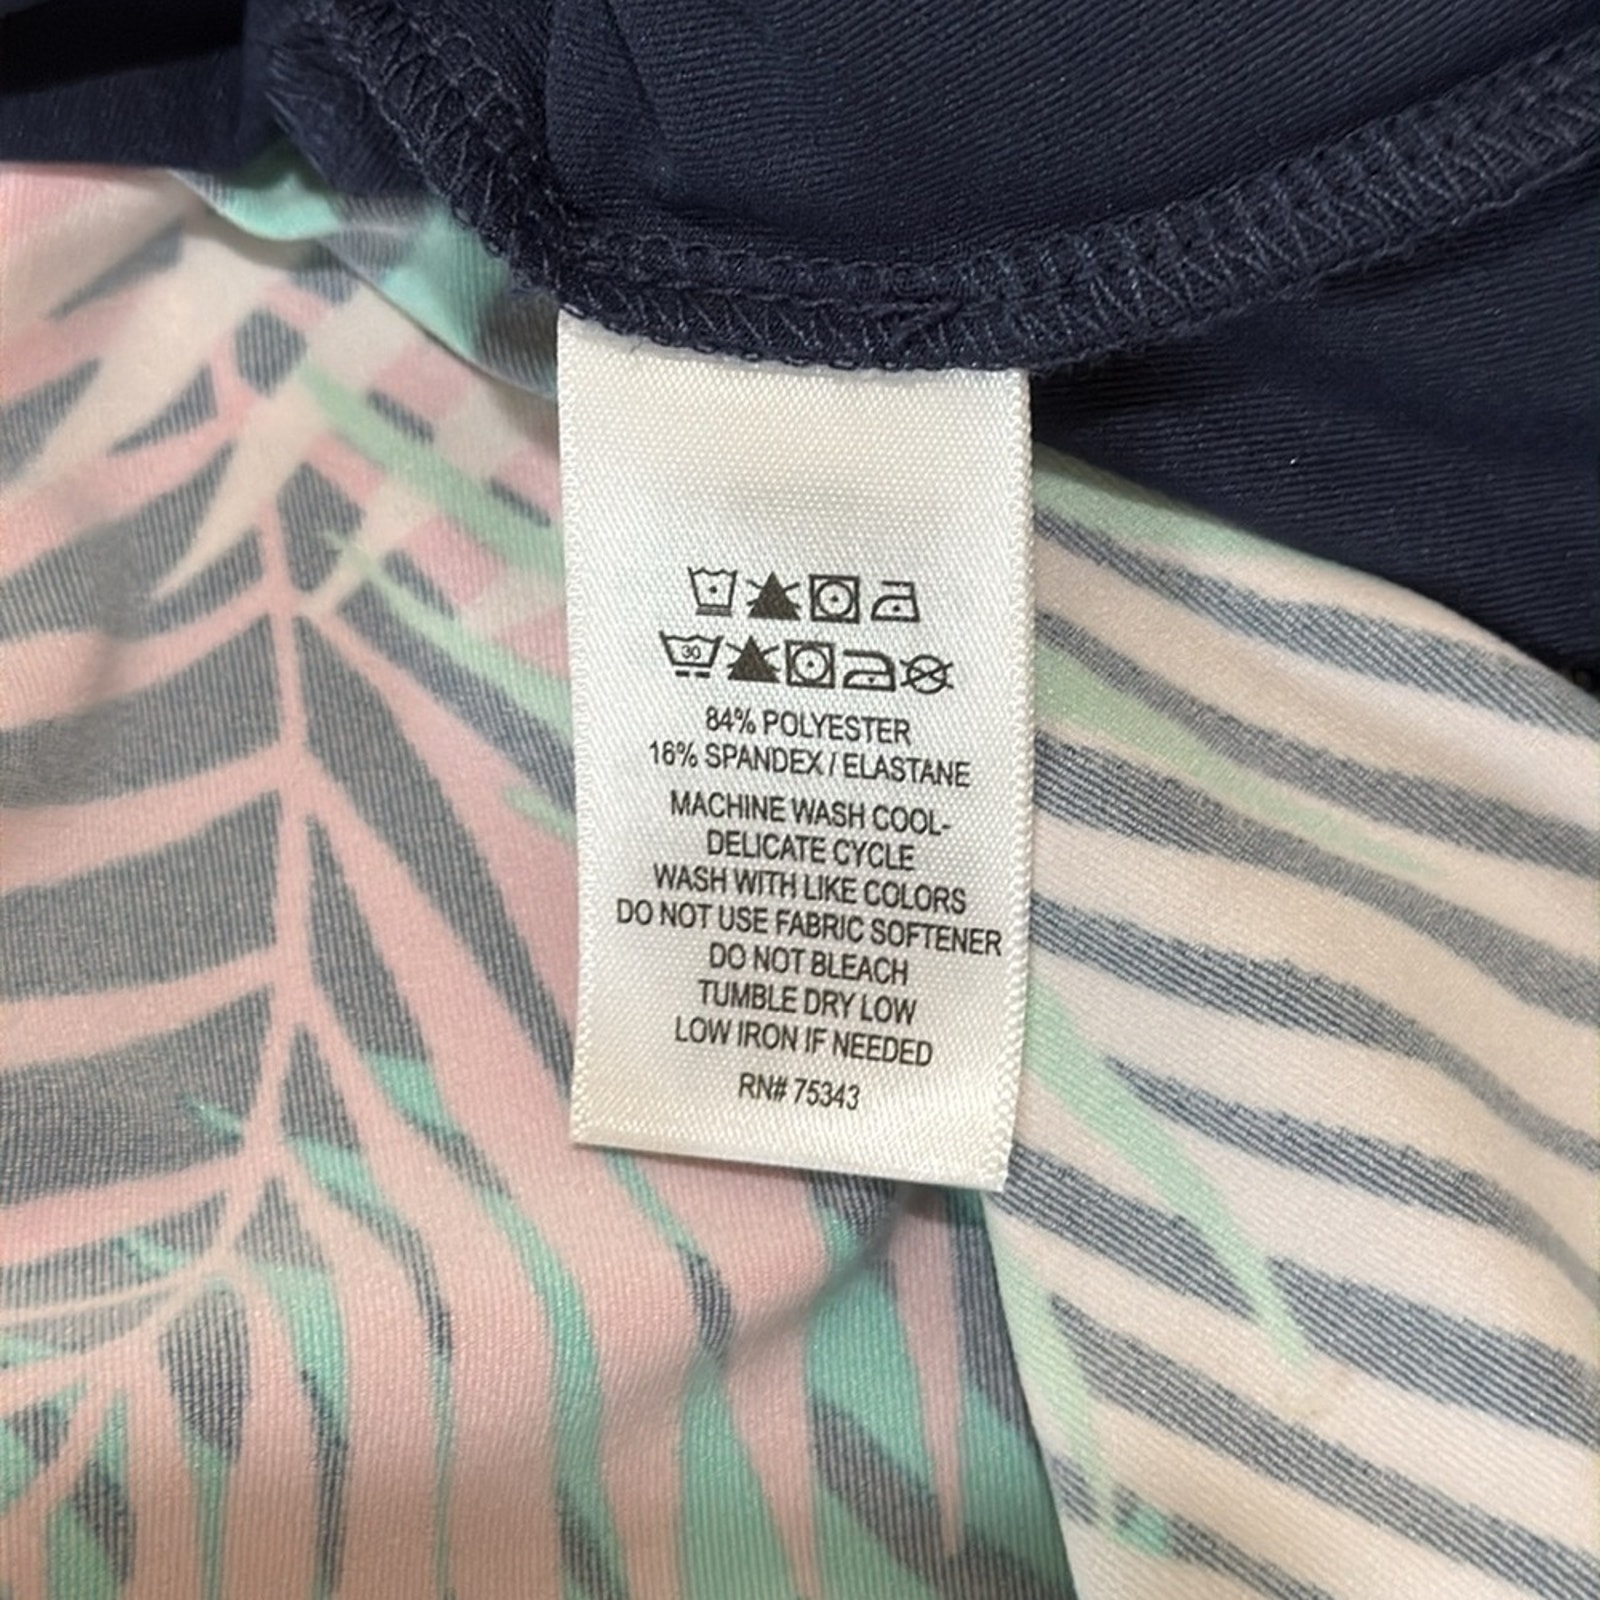 30
84% POLYESTER
16% SPANDEX / ELASTANE
MACHINE WASH COOL-
DELICATE CYCLE
WASH WITH LIKE COLORS
DO NOT USE FABRIC SOFTENER
DO NOT BLEACH
TUMBLE DRY LOW
LOW IRON IF NEEDED
RN# 75343